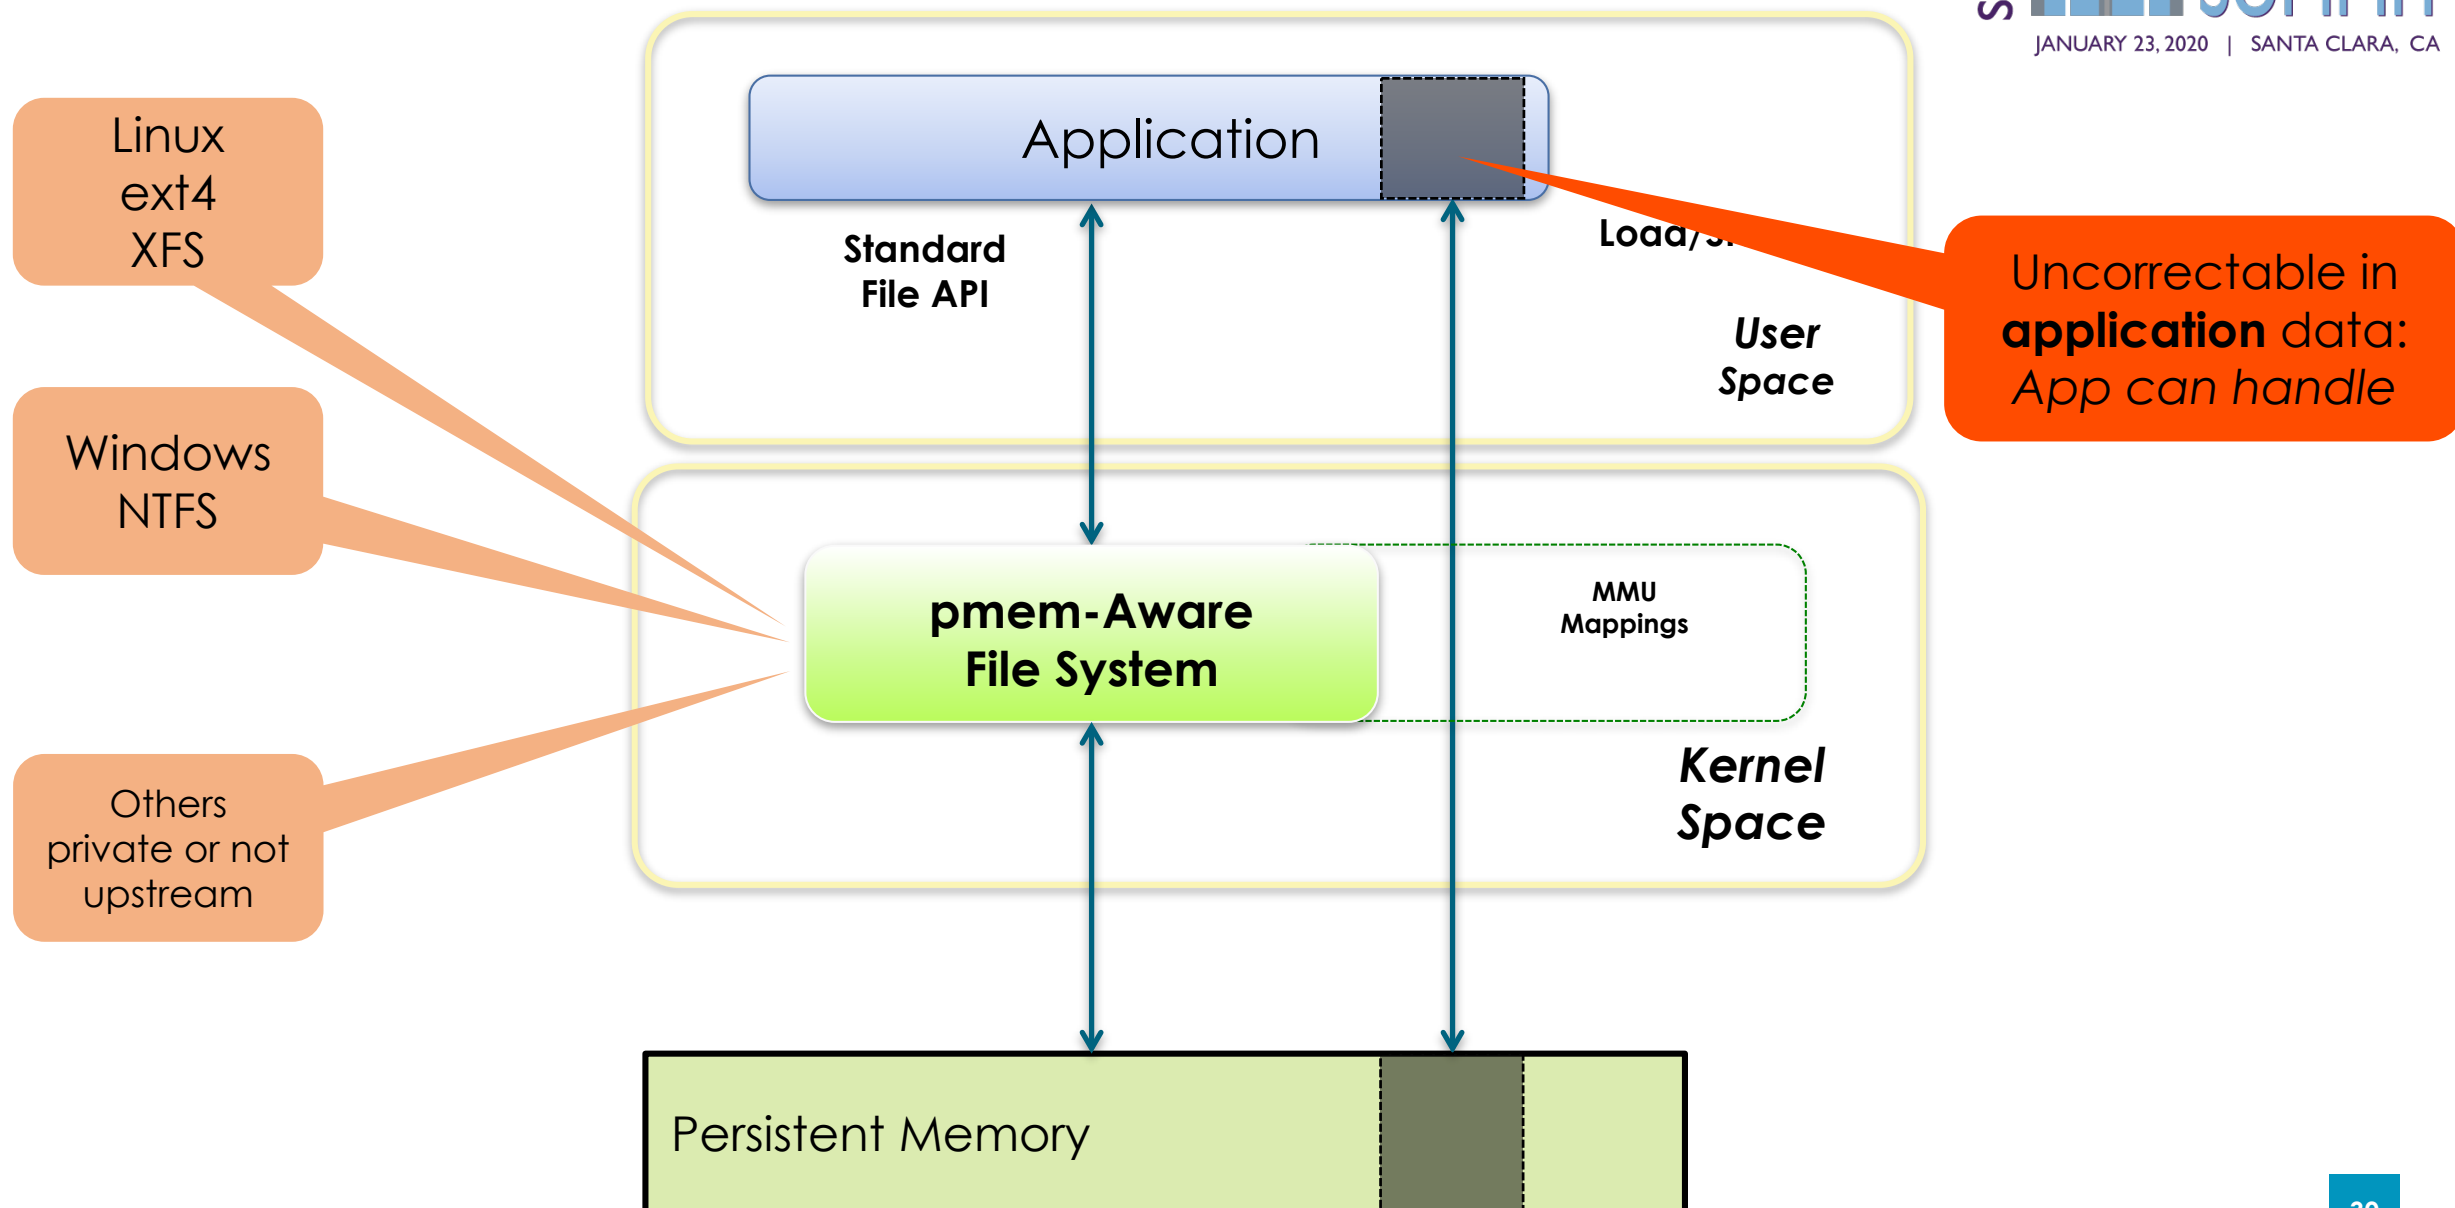 JANUARY 23, 2020 | SANTA CLARA, CA
Linux
ext4
XFS
Application
Standard
File API
User
Space
Uncorrectable in
application data:
App can handle
Windows
NTFS
pmem-Aware
File System
MMU
Mappings
Kernel
Space
Others
private or not
upstream
Persistent Memory